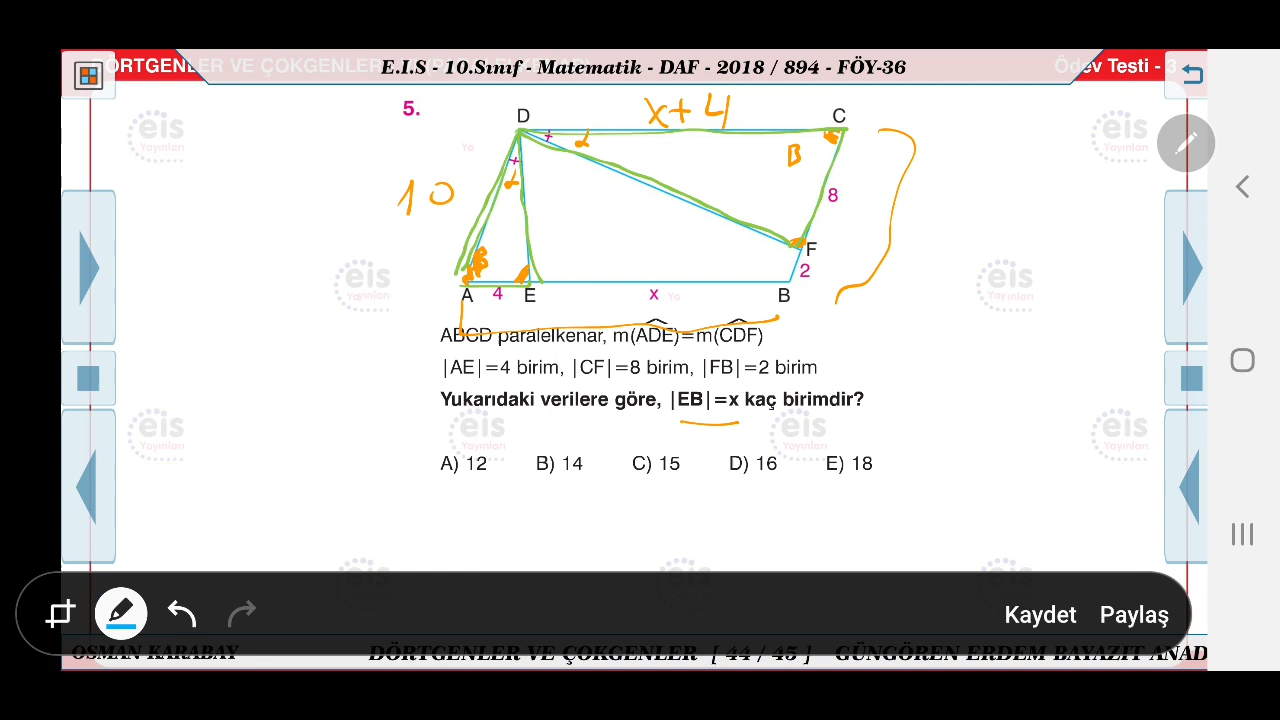 DÖRTGENLER VE ÇOKGENLER
E.I.S - 10.Sınıf - Matematik - DAF - 2018 / 894 - FÖY-36
Ödev Testi - 3
5.
D
x+4
C
α
α
B
10
8
B
F
2
A
4
E
x
B
ABCD paralelkenar, m(ADE)=m(CDF)
|AE|=4 birim, |CF|=8 birim, |FB|=2 birim
Yukarıdaki verilere göre, |EB|=x kaç birimdir?
A) 12 B) 14 C) 15 D) 16 E) 18
eis
Yayınları
Kaydet
Paylaş
OSMAN KARABAY
DÖRTGENLER VE ÇOKGENLER [ 44 / 45 ]
GÜNGÖREN ERDEM BAYAZIT ANAD